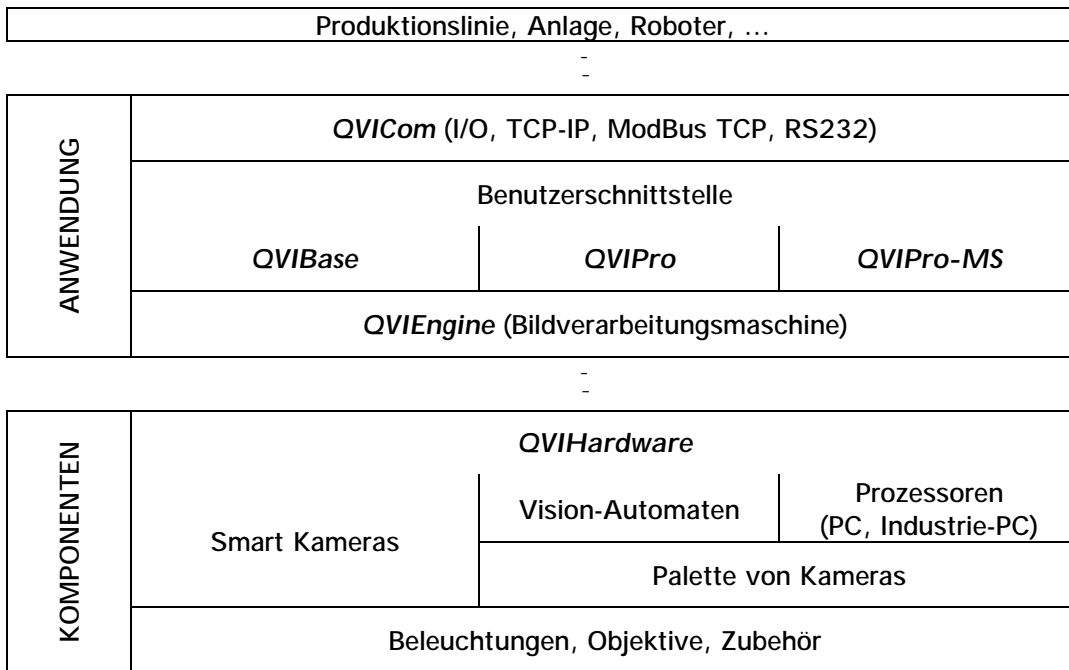 Produktionslinie, Anlage, Roboter, …
-
-
ANWENDUNG
QVICom (I/O, TCP-IP, ModBus TCP, RS232)
Benutzerschnittstelle
QVIBase QVIPro QVIPro-MS
QVIEngine (Bildverarbeitungsmaschine)
-
-
KOMPONENTEN
QVIHardware
Smart Kameras
Vision-Automaten
Prozessoren
(PC, Industrie-PC)
Palette von Kameras
Beleuchtungen, Objektive, Zubehör